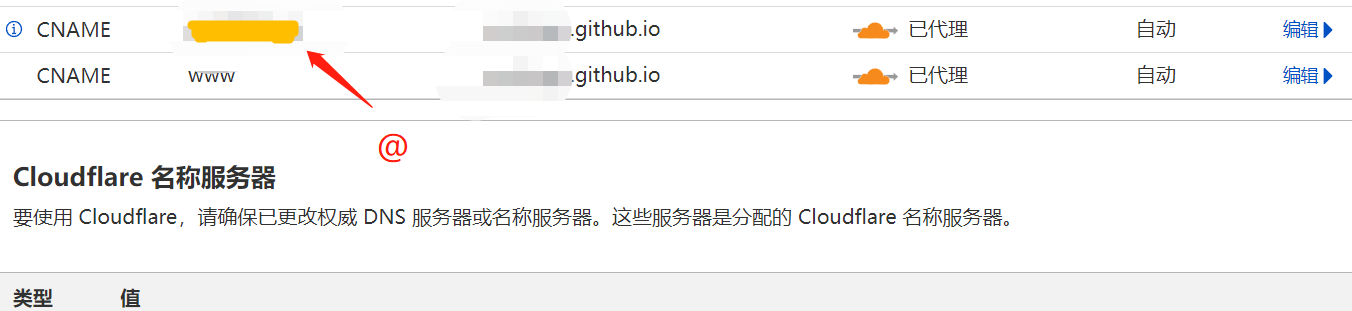 CNAME .github.io 已代理 自动 编辑
CNAME www .github.io 已代理 自动 编辑
@
Cloudflare 名称服务器
要使用 Cloudflare，请确保已更改权威 DNS 服务器或名称服务器。这些服务器是分配的 Cloudflare 名称服务器。
类型 值